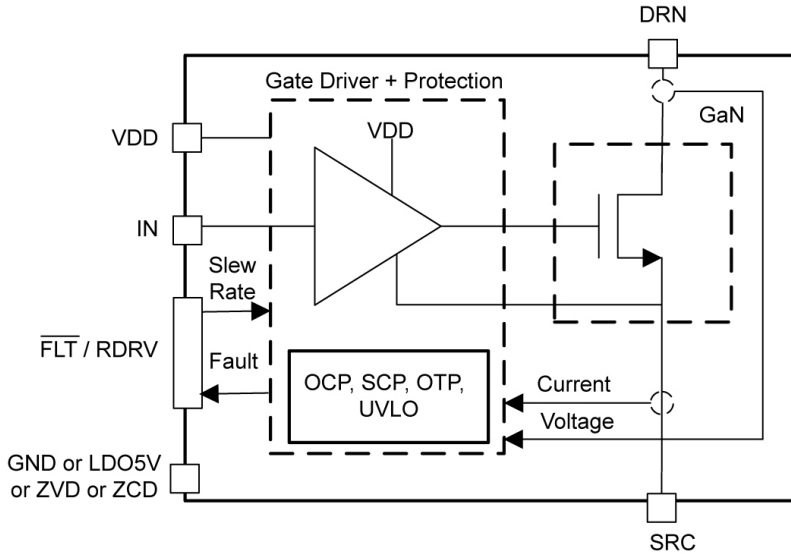 DRN
Gate Driver + Protection
GaN
VDD
VDD
IN
Slew
Rate
FLT / RDRV
Fault
OCP, SCP, OTP,
UVLO
Current
Voltage
GND or LDO5V
or ZVD or ZCD
SRC